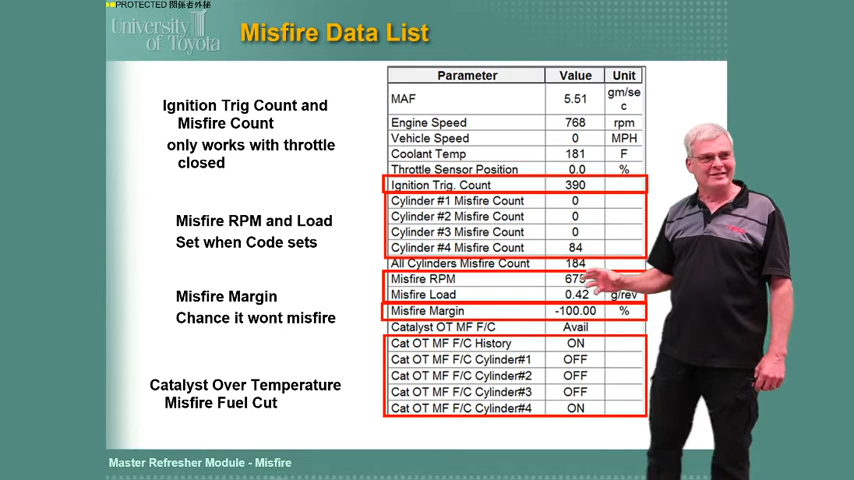 PROTECTED 関係者外秘
University of Toyota
Misfire Data List
Ignition Trig Count and
Misfire Count
only works with throttle
closed
Misfire RPM and Load
Set when Code sets
Misfire Margin
Chance it wont misfire
Catalyst Over Temperature
Misfire Fuel Cut
Parameter Value Unit
MAF 5.51 gm/se
c
Engine Speed 768 rpm
Vehicle Speed 0 MPH
Coolant Temp 181 F
Throttle Sensor Position 0.0 %
Ignition Trig. Count 390
Cylinder #1 Misfire Count 0
Cylinder #2 Misfire Count 0
Cylinder #3 Misfire Count 0
Cylinder #4 Misfire Count 84
All Cylinders Misfire Count 184
Misfire RPM 675
Misfire Load 0.42 g/rev
Misfire Margin -100.00 %
Catalyst OT MF F/C Avail
Cat OT MF F/C History ON
Cat OT MF F/C Cylinder#1 OFF
Cat OT MF F/C Cylinder#2 OFF
Cat OT MF F/C Cylinder#3 OFF
Cat OT MF F/C Cylinder#4 ON
Master Refresher Module - Misfire